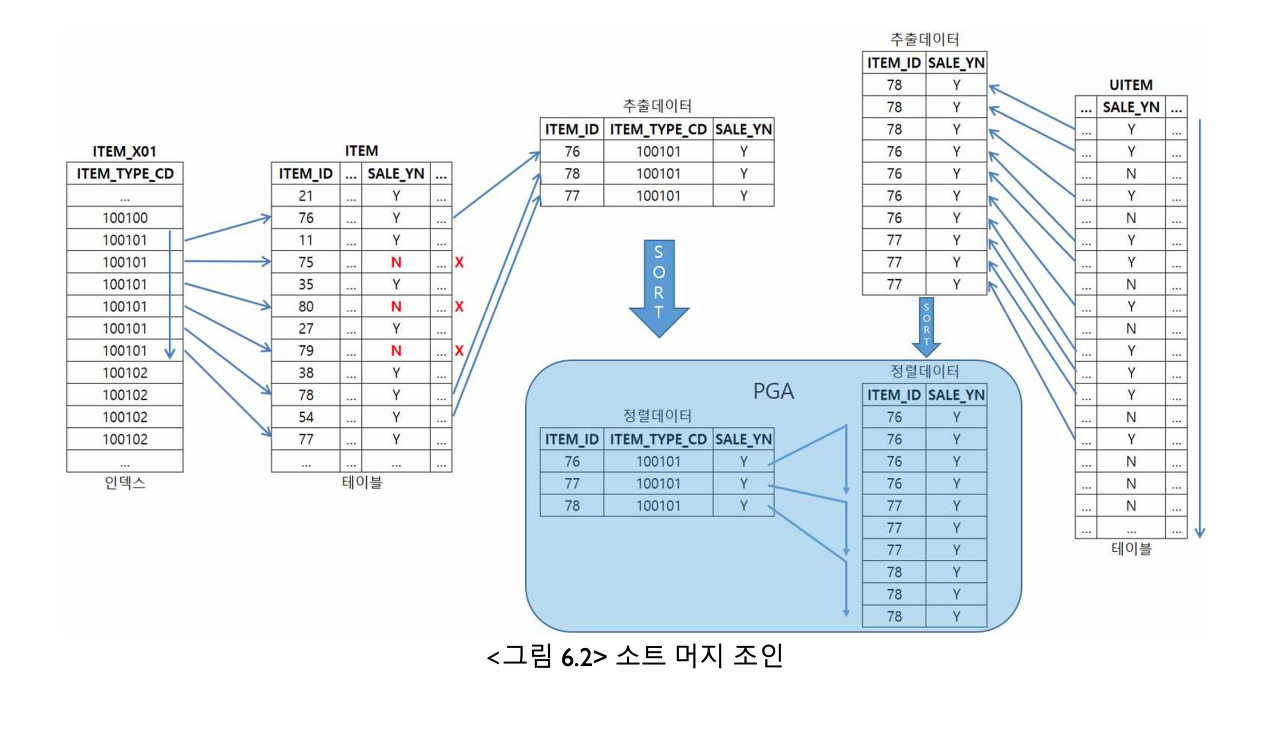 ITEM_X01
ITEM_TYPE_CD
...
100100
100101
100101
100101
100101
100101
100101
100102
100102
100102
100102
...
인덱스
ITEM
ITEM_ID ... SALE_YN ...
21 ... Y ...
76 ... Y ...
11 ... Y ...
75 ... N ... X
35 ... Y ...
80 ... N ... X
27 ... Y ...
79 ... N ... X
38 ... Y ...
78 ... Y ...
54 ... Y ...
77 ... Y ...
... ... ... ...
테이블
추출데이터
ITEM_ID ITEM_TYPE_CD SALE_YN
76 100101 Y
78 100101 Y
77 100101 Y
SORT
추출데이터
ITEM_ID SALE_YN
78 Y
78 Y
78 Y
76 Y
76 Y
76 Y
76 Y
77 Y
77 Y
77 Y
SORT
UITEM
... SALE_YN ...
... Y ...
... Y ...
... N ...
... Y ...
... N ...
... Y ...
... Y ...
... N ...
... Y ...
... N ...
... Y ...
... Y ...
... Y ...
... N ...
... Y ...
... N ...
... N ...
... N ...
... ... ...
테이블
PGA
정렬데이터
ITEM_ID ITEM_TYPE_CD SALE_YN
76 100101 Y
77 100101 Y
78 100101 Y
정렬데이터
ITEM_ID SALE_YN
76 Y
76 Y
76 Y
76 Y
77 Y
77 Y
77 Y
78 Y
78 Y
78 Y
<그림 6.2> 소트 머지 조인